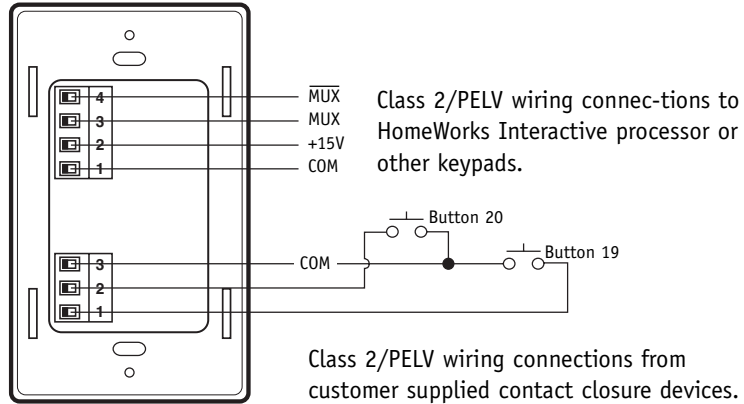 4 MUX
3 MUX
2 +15V
1 COM
Class 2/PELV wiring connec-tions to
HomeWorks Interactive processor or
other keypads.
Button 20
3 COM
Button 19
2
1
Class 2/PELV wiring connections from
customer supplied contact closure devices.